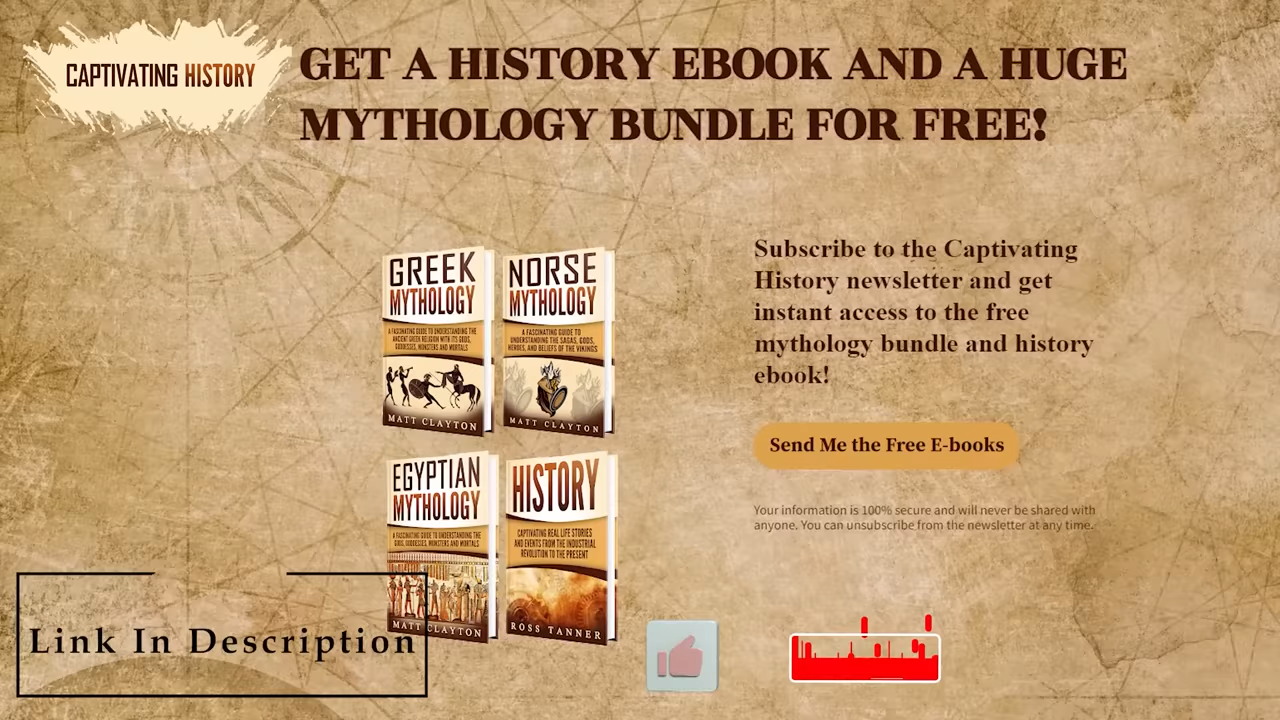 CAPTIVATING HISTORY
GET A HISTORY EBOOK AND A HUGE
MYTHOLOGY BUNDLE FOR FREE!
GREEK
MYTHOLOGY
A FASCINATING GUIDE TO UNDERSTANDING THE
ANCIENT GREEK RELIGION WITH ITS GODS,
GODDESSES, MONSTERS AND MORTALS
MATT CLAYTON
NORSE
MYTHOLOGY
A FASCINATING GUIDE TO
UNDERSTANDING THE SAGAS, GODS,
HEROES, AND BELIEFS OF THE VIKINGS
MATT CLAYTON
EGYPTIAN
MYTHOLOGY
A FASCINATING GUIDE TO UNDERSTANDING THE
GODS, GODDESSES, MONSTERS AND MORTALS
MATT CLAYTON
HISTORY
CAPTIVATING REAL LIFE STORIES
AND EVENTS FROM THE INDUSTRIAL
REVOLUTION TO THE PRESENT
ROSS TANNER
Subscribe to the Captivating
History newsletter and get
instant access to the free
mythology bundle and history
ebook!
Send Me the Free E-books
Your information is 100% secure and will never be shared with
anyone. You can unsubscribe from the newsletter at any time.
Link In Description